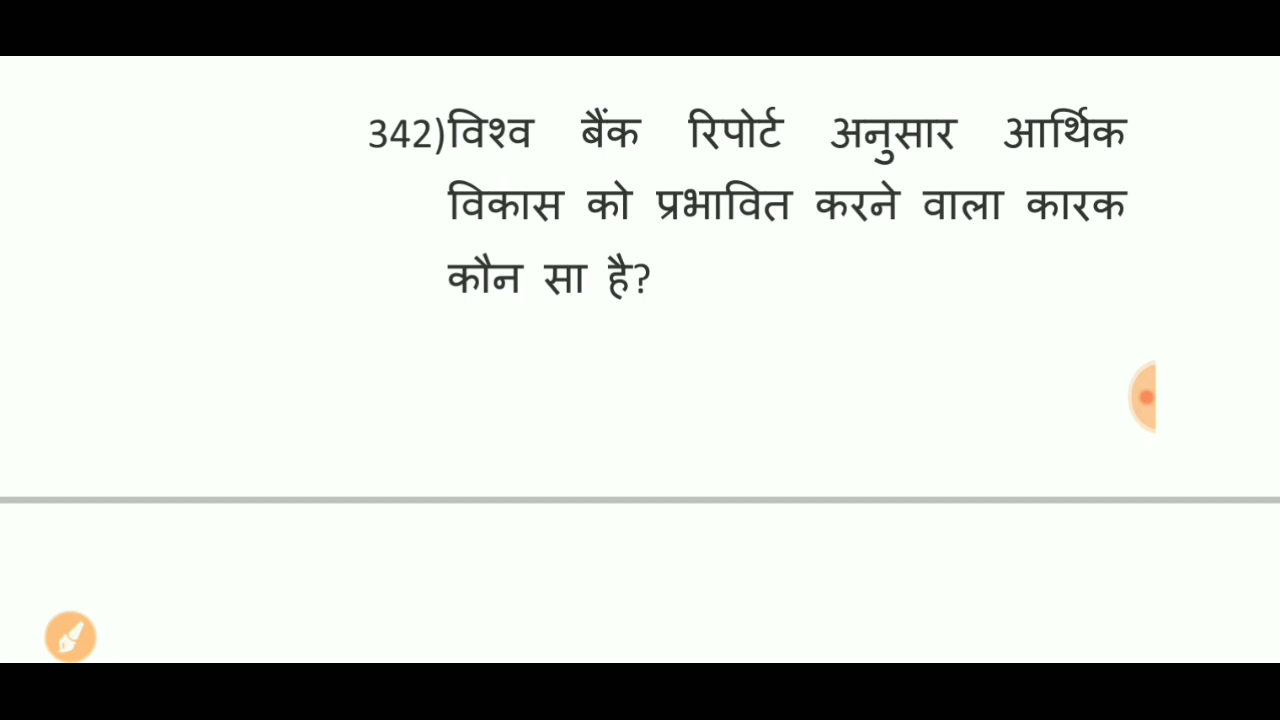 342)विश्व बैंक रिपोर्ट अनुसार आर्थिक
विकास को प्रभावित करने वाला कारक
कौन सा है?